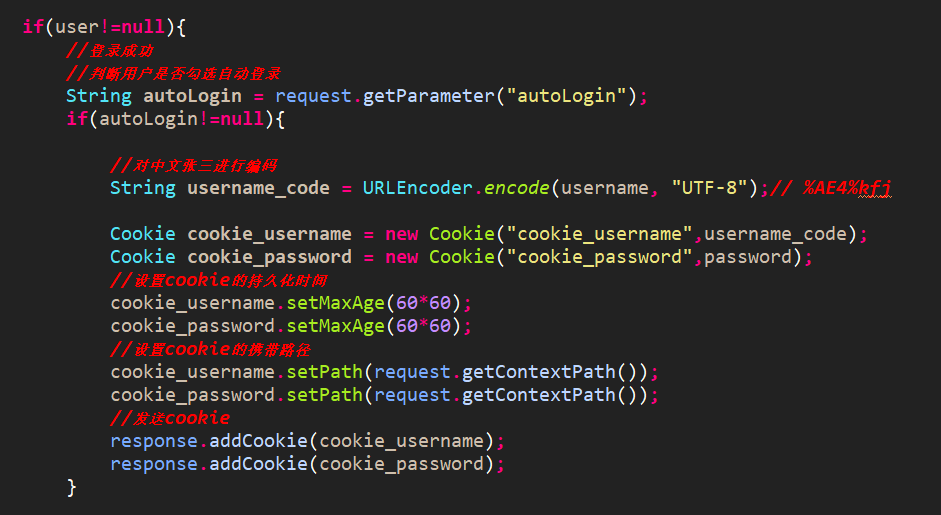 if(user!=null){
//登录成功
//判断用户是否勾选自动登录
String autoLogin = request.getParameter("autoLogin");
if(autoLogin!=null){
//对中文张三进行编码
String username_code = URLEncoder.encode(username, "UTF-8");// %AE4%kfj
Cookie cookie_username = new Cookie("cookie_username",username_code);
Cookie cookie_password = new Cookie("cookie_password",password);
//设置cookie的持久化时间
cookie_username.setMaxAge(60*60);
cookie_password.setMaxAge(60*60);
//设置cookie的携带路径
cookie_username.setPath(request.getContextPath());
cookie_password.setPath(request.getContextPath());
//发送cookie
response.addCookie(cookie_username);
response.addCookie(cookie_password);
}